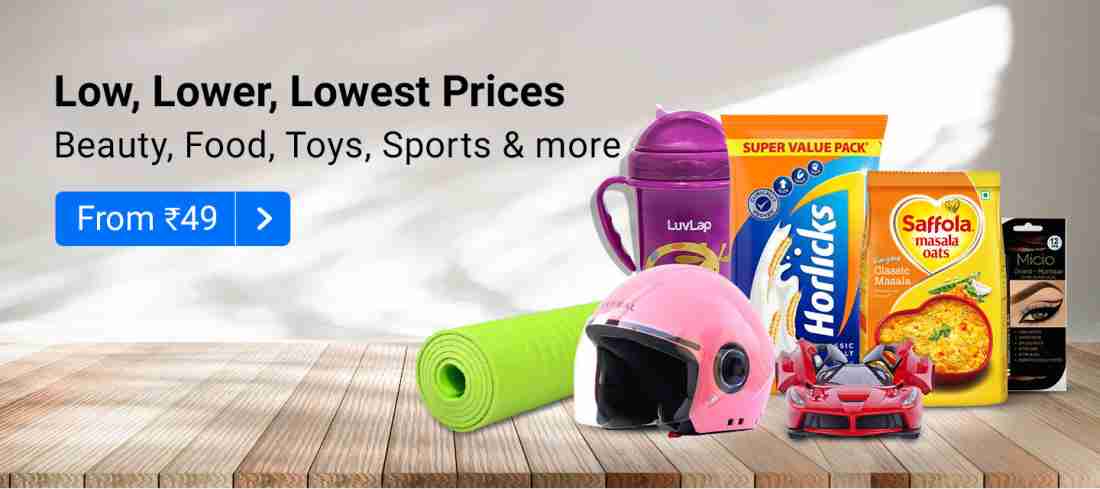 Low, Lower, Lowest Prices
Beauty, Food, Toys, Sports & more
From ₹49
LuvLap
SUPER VALUE PACK*
Horlicks
Saffola
masala
oats
Classic
Masala
12
Micio